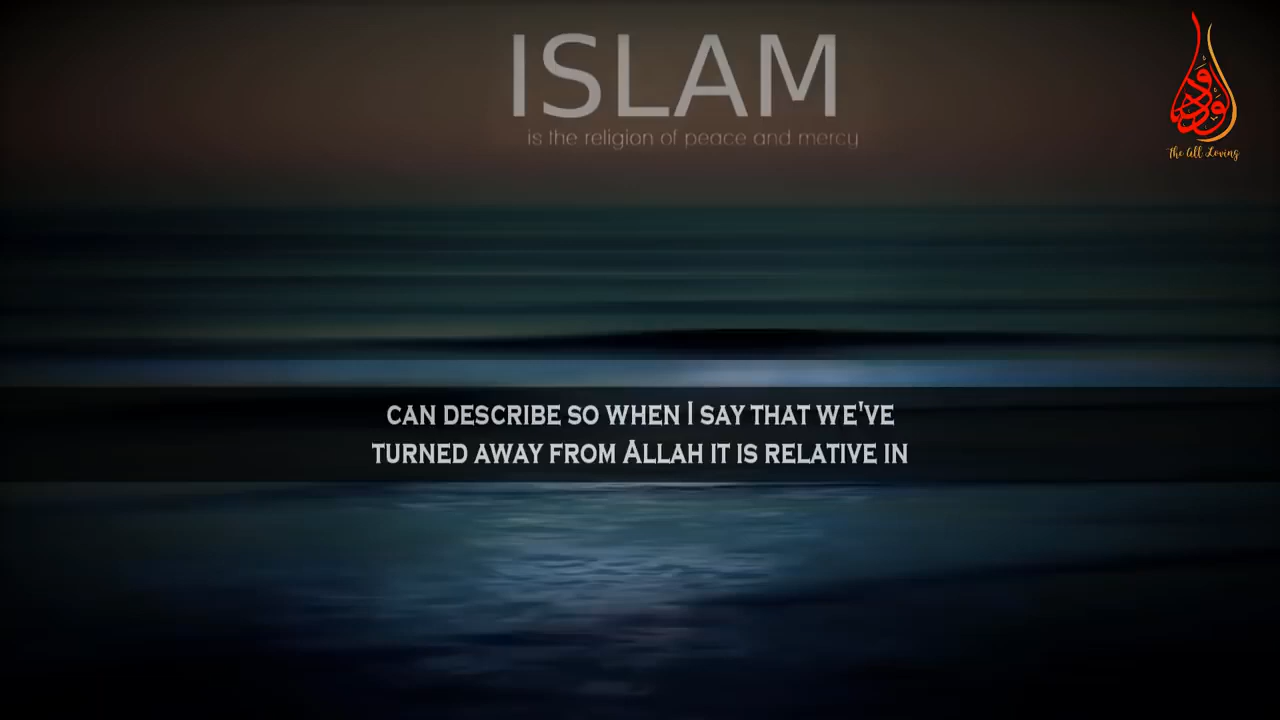 ISLAM
is the religion of peace and mercy
الودود
The All Loving
CAN DESCRIBE SO WHEN I SAY THAT WE'VE
TURNED AWAY FROM ALLAH IT IS RELATIVE IN